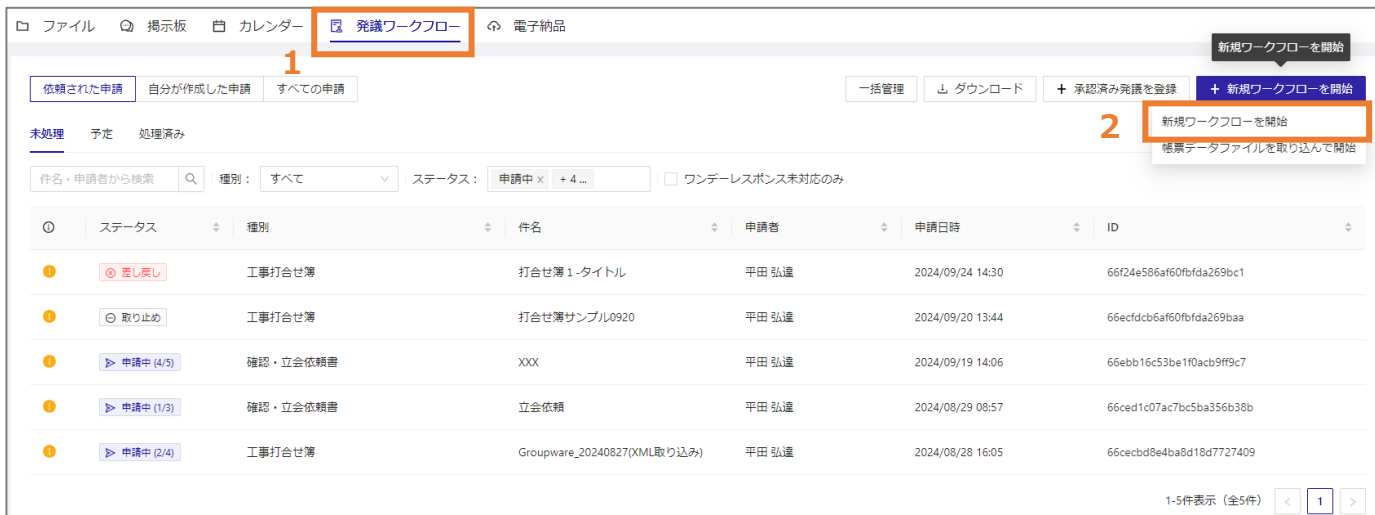 ファイル 掲示板 カレンダー 発議ワークフロー 電子納品
新規ワークフローを開始
1
依頼された申請 自分が作成した申請 すべての申請 一括管理 ダウンロード + 承認済み発議を登録 + 新規ワークフローを開始
2 新規ワークフローを開始
未処理 予定 処理済み
帳票データファイルを取り込んで開始
件名・申請者から検索 種別： すべて ステータス： 申請中 × + 4 ... ワンデーレスポンス未対応のみ
ステータス 種別 件名 申請者 申請日時 ID
差し戻し 工事打合せ簿 打合せ簿１-タイトル 平田 弘達 2024/09/24 14:30 66f24e586af60fbfda269bc1
取り止め 工事打合せ簿 打合せ簿サンプル0920 平田 弘達 2024/09/20 13:44 66ecfdcb6af60fbfda269baa
申請中 (4/5) 確認・立会依頼書 XXX 平田 弘達 2024/09/19 14:06 66ebb16c53be1f0acb9ff9c7
申請中 (1/3) 確認・立会依頼書 立会依頼 平田 弘達 2024/08/29 08:57 66ced1c07ac7bc5ba356b38b
申請中 (2/4) 工事打合せ簿 Groupware_20240827(XML取り込み) 平田 弘達 2024/08/28 16:05 66cecbd8e4ba8d18d7727409
1-5件表示（全5件） < 1 >